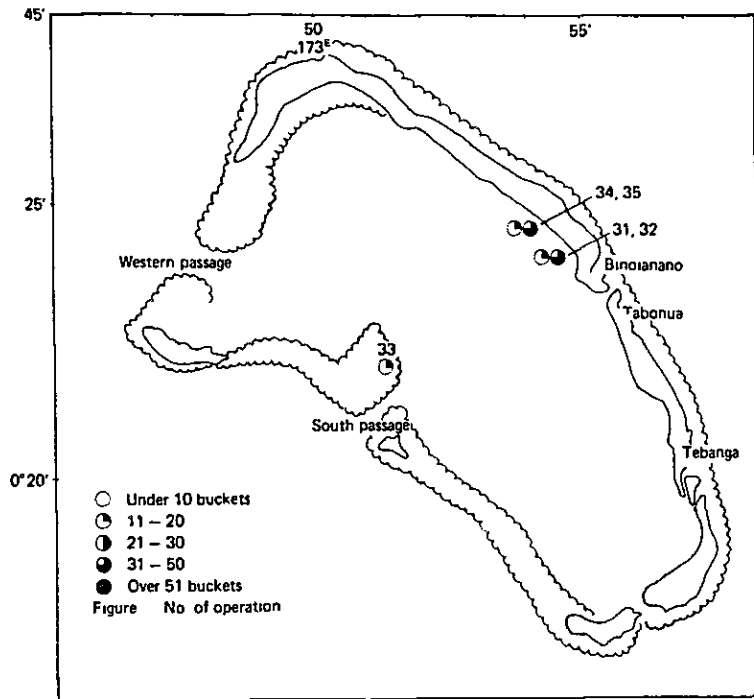 45'
50
55'
173ᴱ
25'
34, 35
31, 32
Western passage
Binoianano
Tabonua
33
South passage
Tebanga
0°20'
Under 10 buckets
11 – 20
21 – 30
31 – 50
Over 51 buckets
Figure No of operation